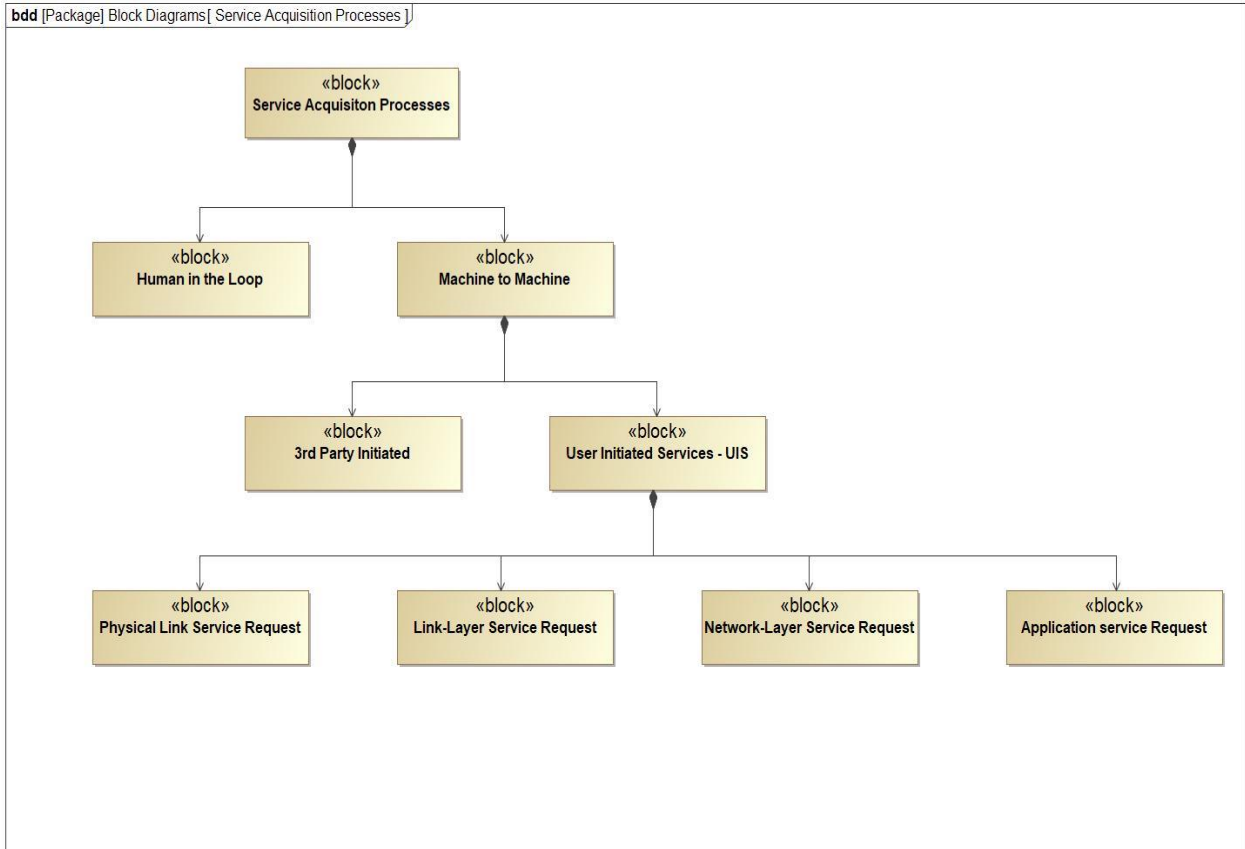 bdd [Package] Block Diagrams[ Service Acquisition Processes ]
«block»
Service Acquisiton Processes
«block»
Human in the Loop
«block»
Machine to Machine
«block»
3rd Party Initiated
«block»
User Initiated Services - UIS
«block»
Physical Link Service Request
«block»
Link-Layer Service Request
«block»
Network-Layer Service Request
«block»
Application service Request